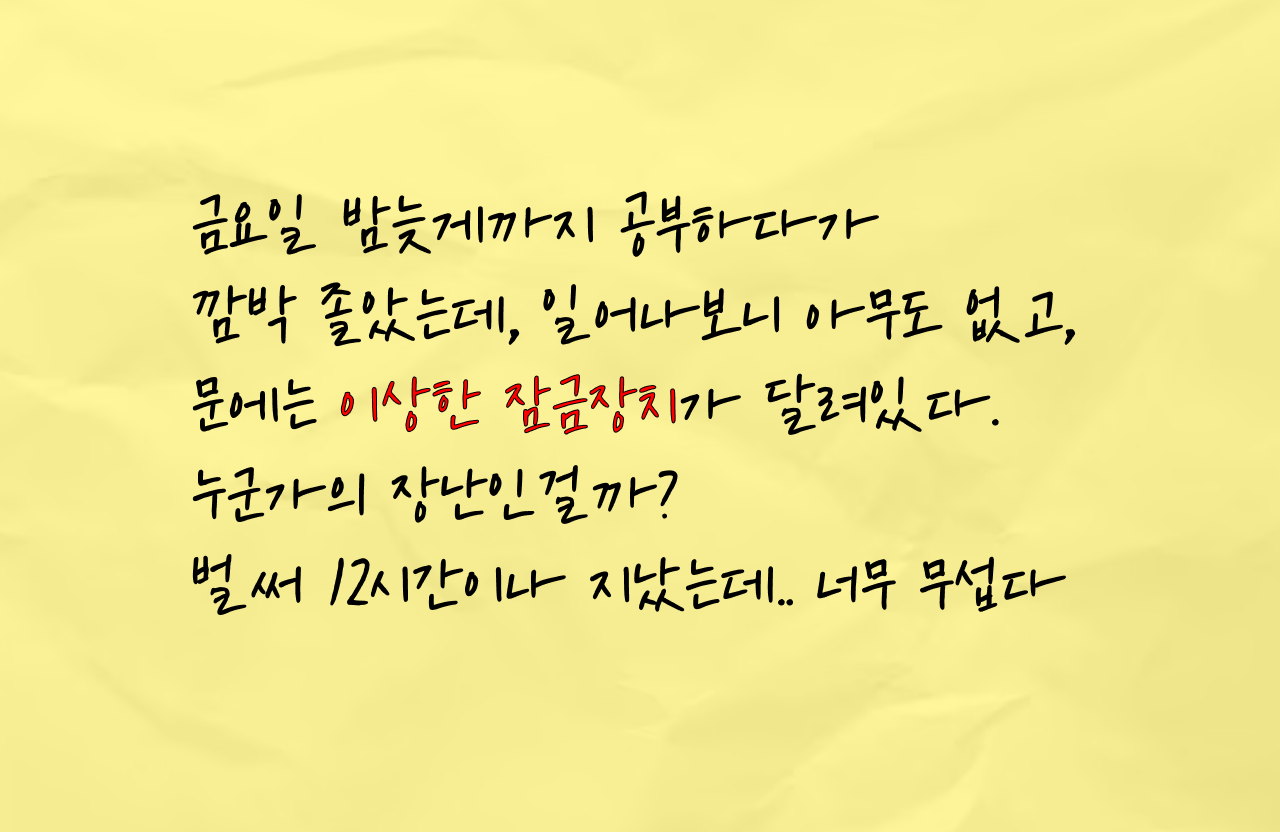 금요일 밤늦게까지 공부하다가
깜박 졸았는데, 일어나보니 아무도 없고,
문에는 이상한 잠금장치가 달려있다.
누군가의 장난인걸까?
벌써 12시간이나 지났는데.. 너무 무섭다